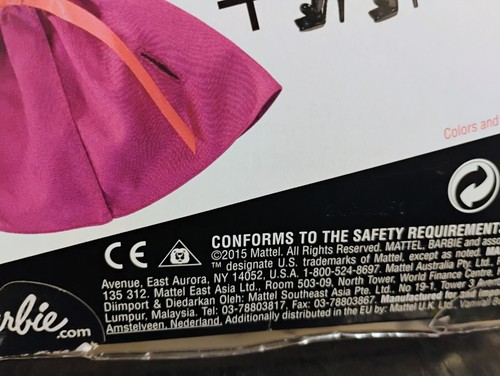 Colors and
CE
CONFORMS TO THE SAFETY REQUIREMENT
©2015 Mattel. All Rights Reserved. MATTEL, BARBIE and
™ designate U.S. trademarks of Mattel, except as noted.
Avenue, East Aurora, NY 14052, U.S.A. 1-800-524-8697. Mattel Australia Pty. Ltd.
135 312. Mattel East Asia Ltd., Room 503-09, North Tower, World Finance Centre,
Diimport & Diedarkan Oleh: Mattel Southeast Asia Pte. Ltd., No 19-1, Tower 3
Lumpur, Malaysia. Tel: 03-78803817, Fax: 03-78803867. Manufactured
Amstelveen, Nederland. Additionally distributed in the EU by: Mattel U.K.
rbie.com